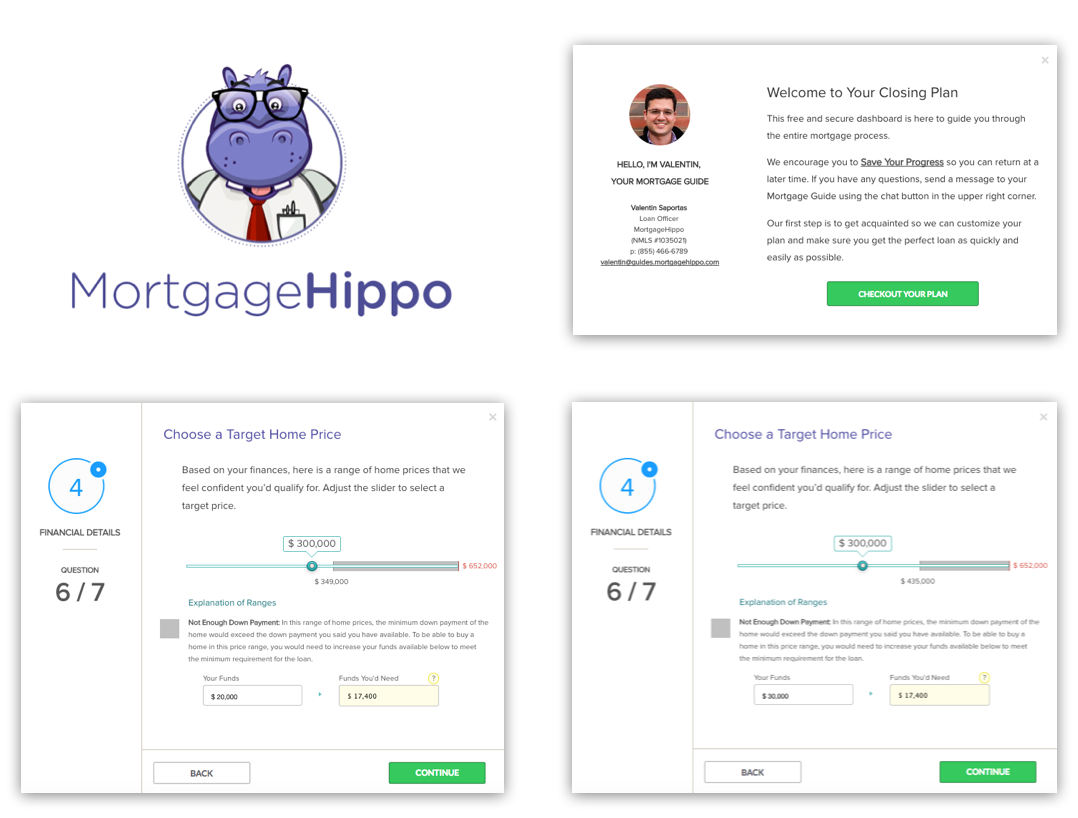 MortgageHippo
×
HELLO, I'M VALENTIN,
YOUR MORTGAGE GUIDE
Valentin Saportas
Loan Officer
MortgageHippo
(NMLS #1035021)
p: (855) 466-6789
valentin@guides.mortgagehippo.com
Welcome to Your Closing Plan
This free and secure dashboard is here to guide you through
the entire mortgage process.
We encourage you to Save Your Progress so you can return at a
later time. If you have any questions, send a message to your
Mortgage Guide using the chat button in the upper right corner.
Our first step is to get acquainted so we can customize your
plan and make sure you get the perfect loan as quickly and
easily as possible.
CHECKOUT YOUR PLAN
×
4
FINANCIAL DETAILS
QUESTION
6 / 7
Choose a Target Home Price
Based on your finances, here is a range of home prices that we
feel confident you'd qualify for. Adjust the slider to select a
target price.
$ 300,000
$ 652,000
$ 349,000
Explanation of Ranges
Not Enough Down Payment: In this range of home prices, the minimum down payment of the
home would exceed the down payment you said you have available. To be able to buy a
home in this price range, you would need to increase your funds available below to meet
the minimum requirement for the loan.
Your Funds
Funds You'd Need
?
$ 20,000
$ 17,400
BACK
CONTINUE
×
4
FINANCIAL DETAILS
QUESTION
6 / 7
Choose a Target Home Price
Based on your finances, here is a range of home prices that we
feel confident you'd qualify for. Adjust the slider to select a
target price.
$ 300,000
$ 652,000
$ 435,000
Explanation of Ranges
Not Enough Down Payment: In this range of home prices, the minimum down payment of the
home would exceed the down payment you said you have available. To be able to buy a
home in this price range, you would need to increase your funds available below to meet
the minimum requirement for the loan.
Your Funds
Funds You'd Need
?
$ 30,000
$ 17,400
BACK
CONTINUE